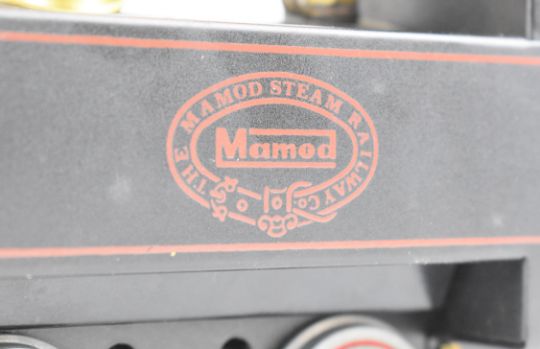 THE MAMOD STEAM RAILWAY Co
Mamod